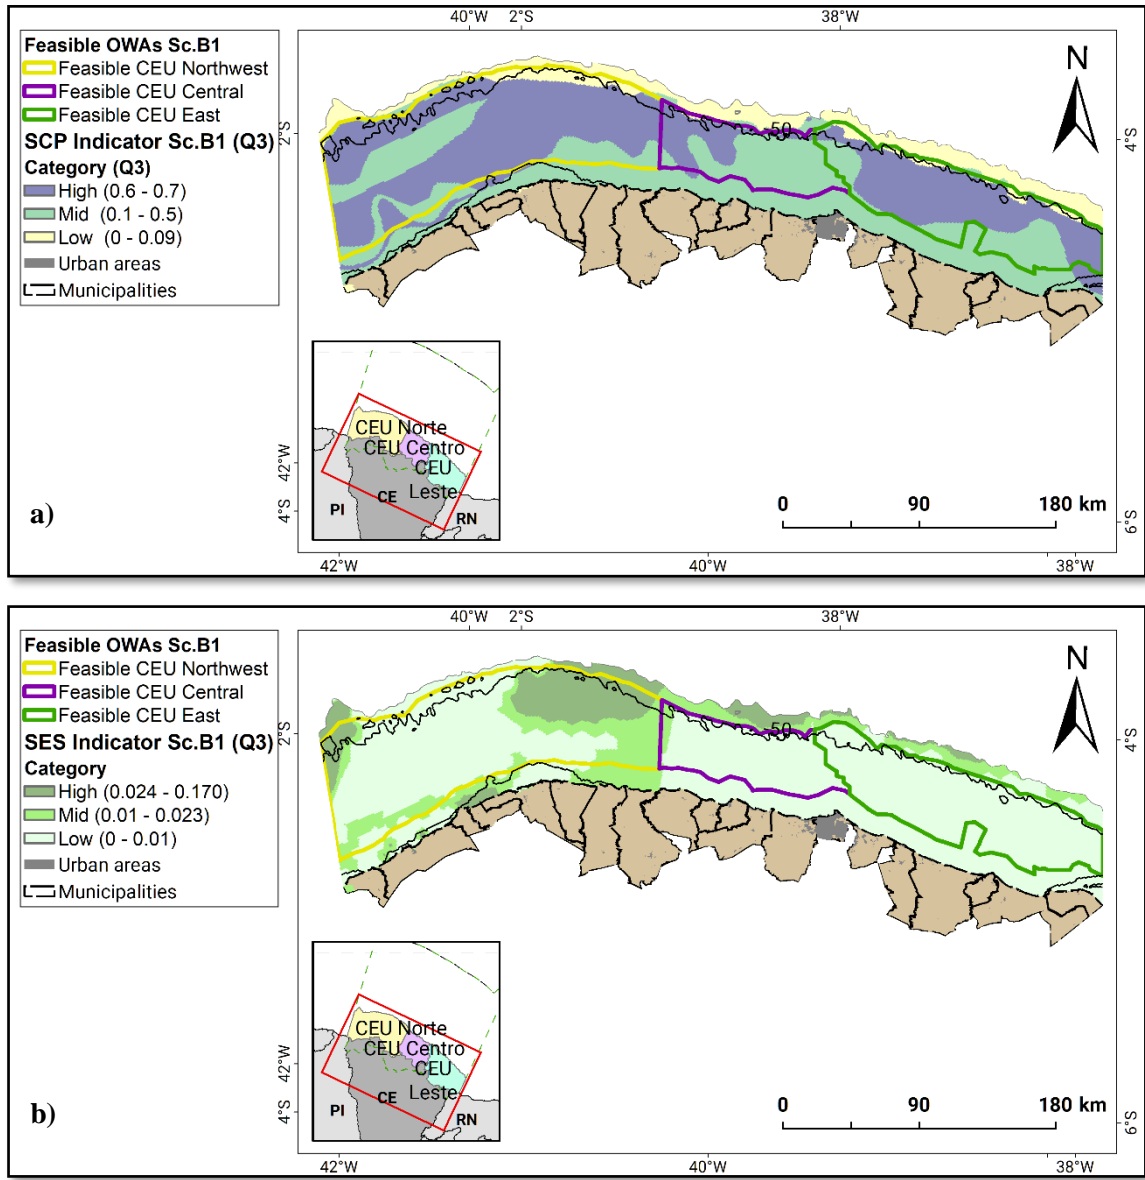 40°W 2°S 38°W
Feasible OWAs Sc.B1
Feasible CEU Northwest
Feasible CEU Central
Feasible CEU East
SCP Indicator Sc.B1 (Q3)
Category (Q3)
High (0.6 - 0.7)
Mid (0.1 - 0.5)
Low (0 - 0.09)
Urban areas
Municipalities
N
2°S
4°S
-50
CEU Norte
CEU Centro
CEU
Leste
PI
CE
RN
42°W
4°S
0 90 180 km
6°S
a)
42°W 40°W 38°W
40°W 2°S 38°W
Feasible OWAs Sc.B1
Feasible CEU Northwest
Feasible CEU Central
Feasible CEU East
SES Indicator Sc.B1 (Q3)
Category
High (0.024 - 0.170)
Mid (0.01 - 0.023)
Low (0 - 0.01)
Urban areas
Municipalities
N
2°S
4°S
-50
CEU Norte
CEU Centro
CEU
Leste
PI
CE
RN
42°W
4°S
0 90 180 km
6°S
b)
42°W 40°W 38°W